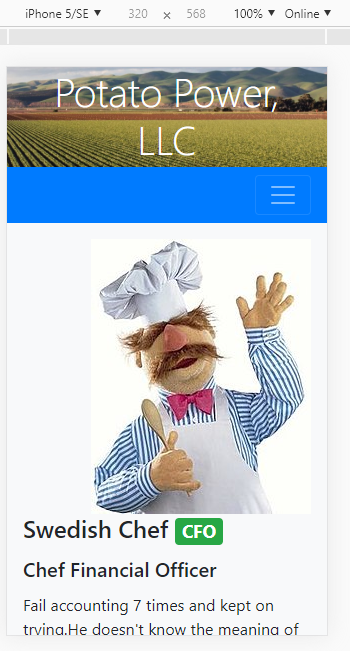 iPhone 5/SE ▼ 320 × 568 100% ▼ Online ▼
Potato Power,
LLC
Swedish Chef CFO
Chef Financial Officer
Fail accounting 7 times and kept on
trying.He doesn't know the meaning of